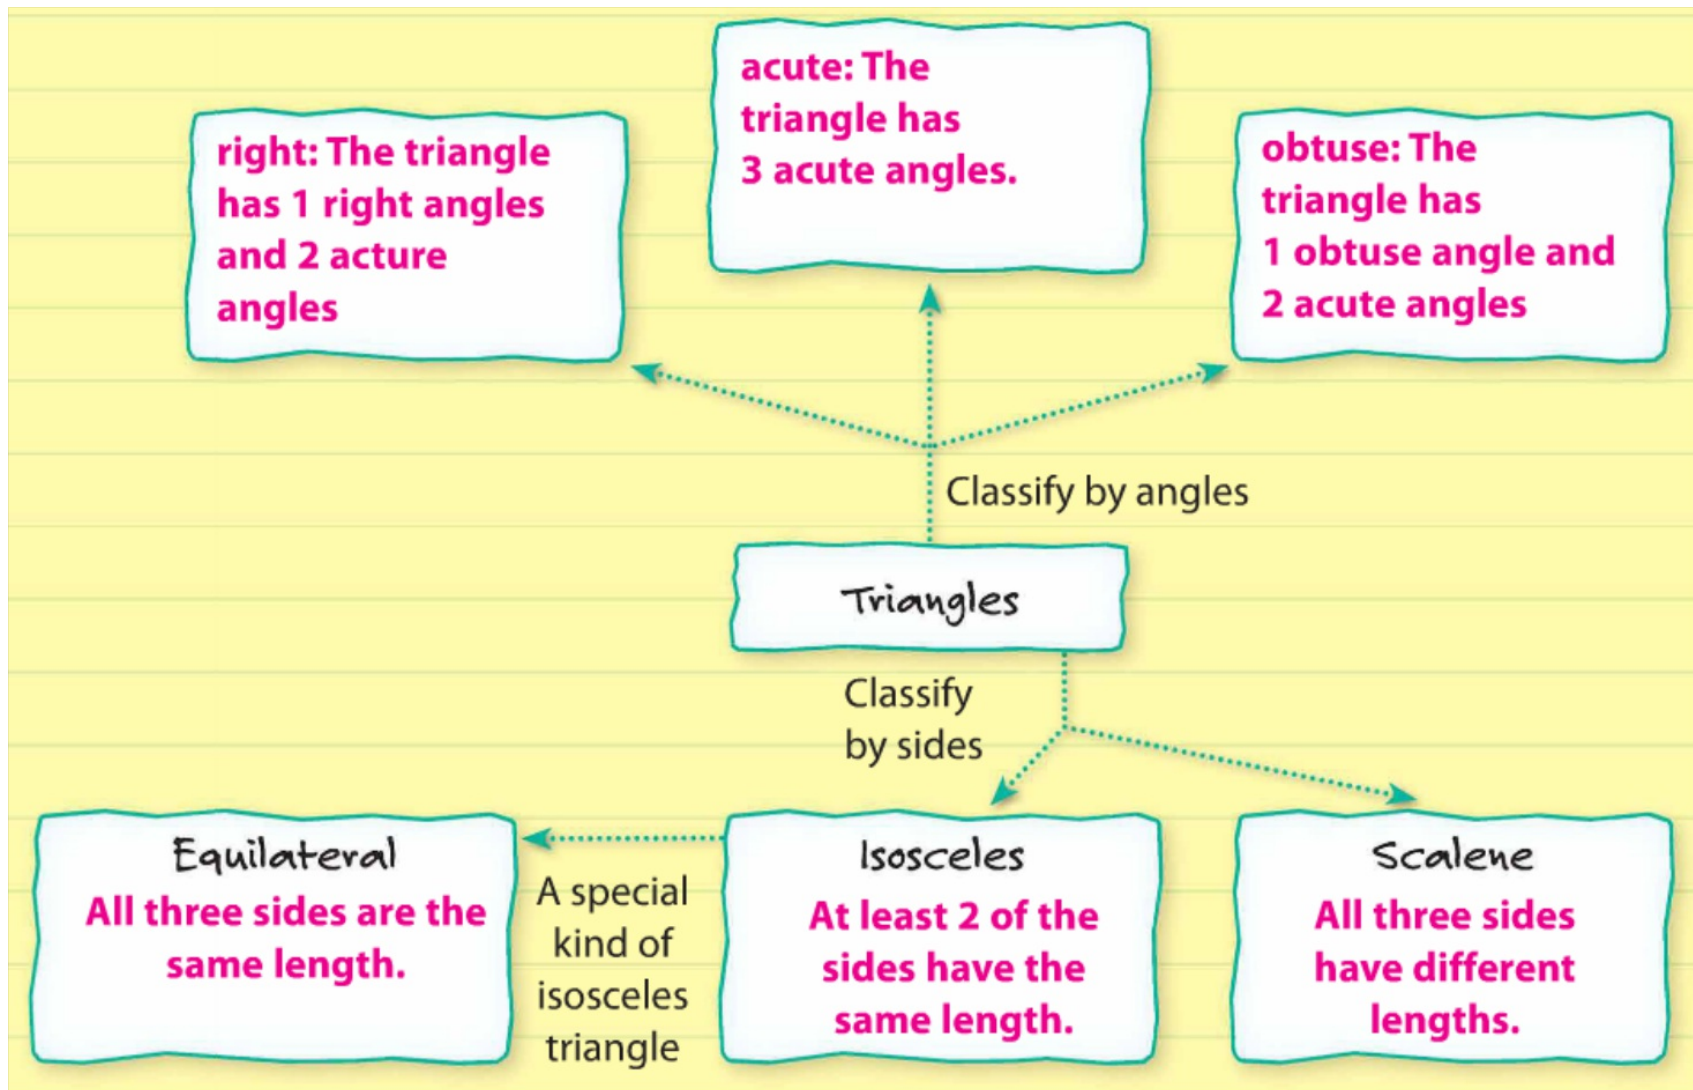 acute: The
triangle has
3 acute angles.
right: The triangle
has 1 right angles
and 2 acture
angles
obtuse: The
triangle has
1 obtuse angle and
2 acute angles
Classify by angles
Triangles
Classify
by sides
Equilateral
All three sides are the
same length.
A special
kind of
isosceles
triangle
Isosceles
At least 2 of the
sides have the
same length.
Scalene
All three sides
have different
lengths.